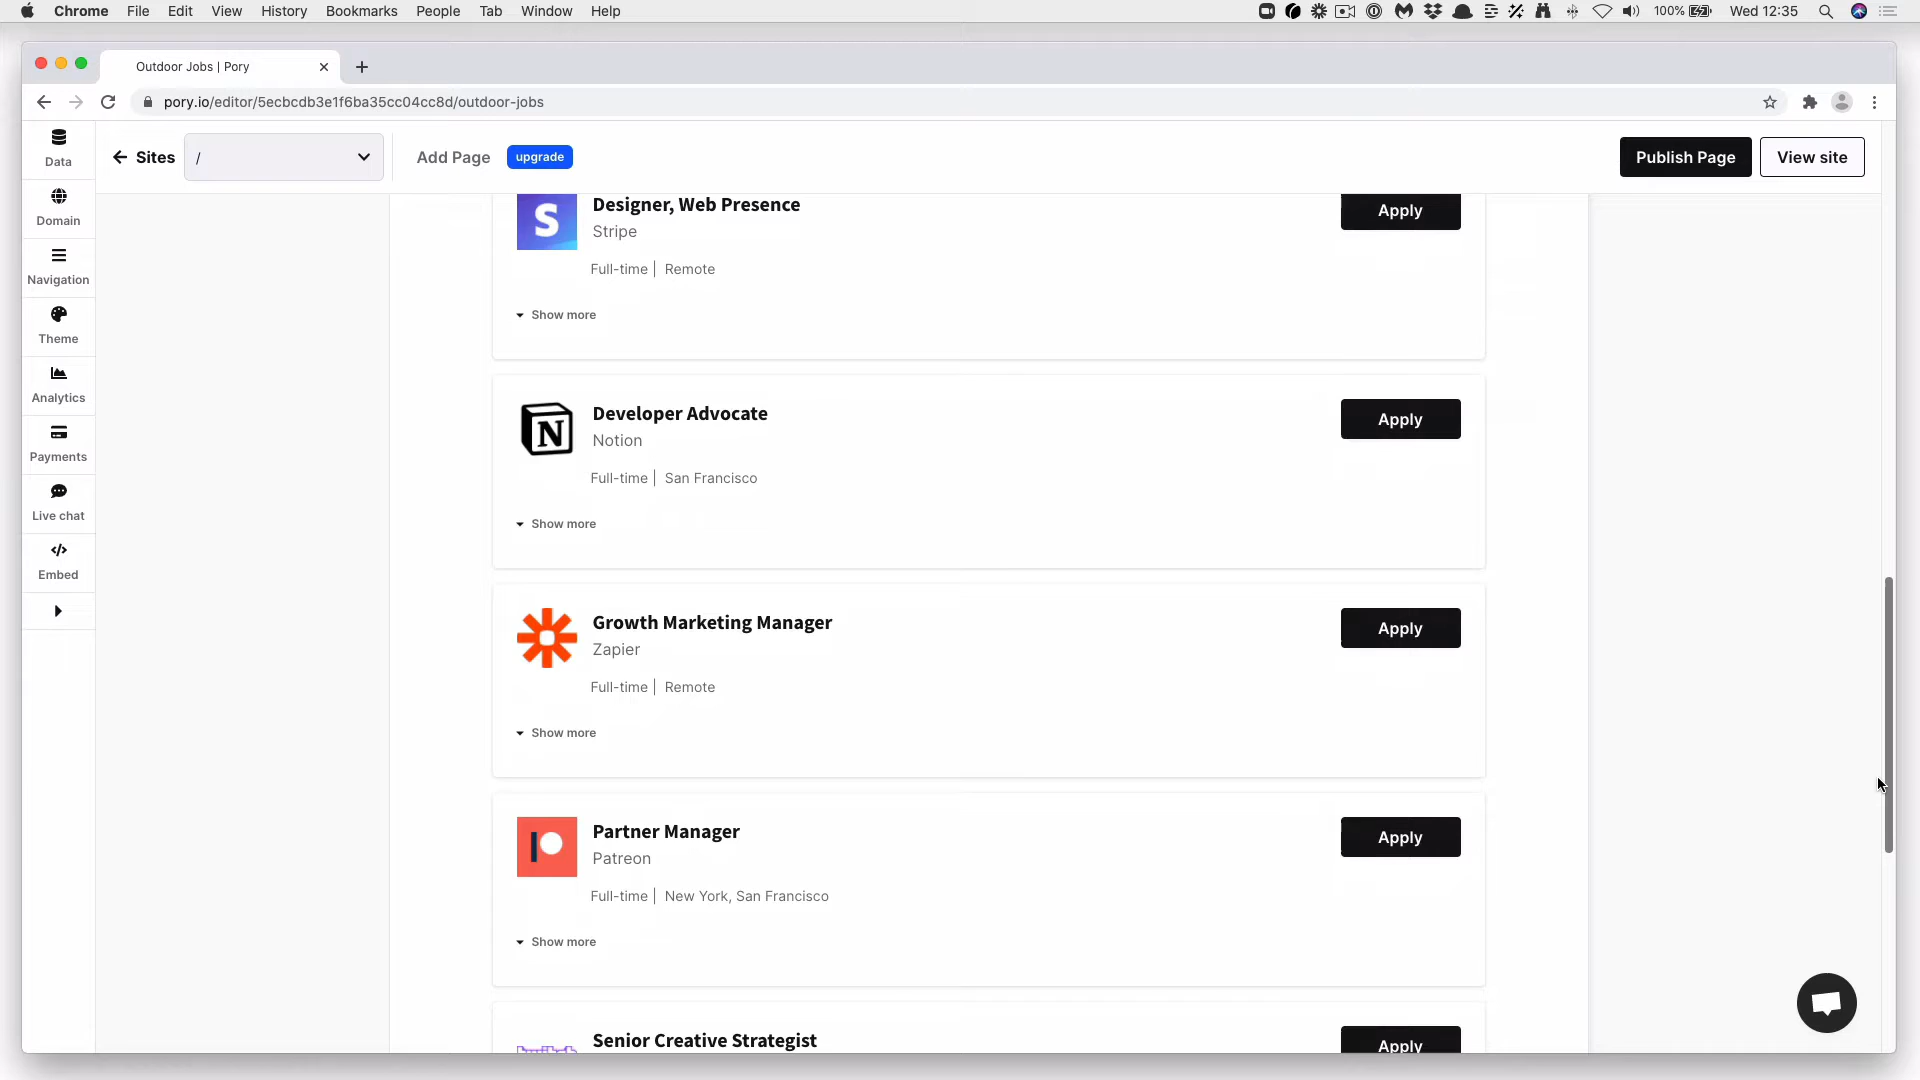 Chrome File Edit View History Bookmarks People Tab Window Help
100% Wed 12:35
Outdoor Jobs | Pory
pory.io/editor/5ecbcdb3e1f6ba35cc04cc8d/outdoor-jobs
Data
Domain
Navigation
Theme
Analytics
Payments
Live chat
Embed
Sites / Add Page upgrade Publish Page View site
Designer, Web Presence
Apply
Stripe
Full-time | Remote
Show more
Developer Advocate
Apply
Notion
Full-time | San Francisco
Show more
Growth Marketing Manager
Apply
Zapier
Full-time | Remote
Show more
Partner Manager
Apply
Patreon
Full-time | New York, San Francisco
Show more
Senior Creative Strategist
Apply